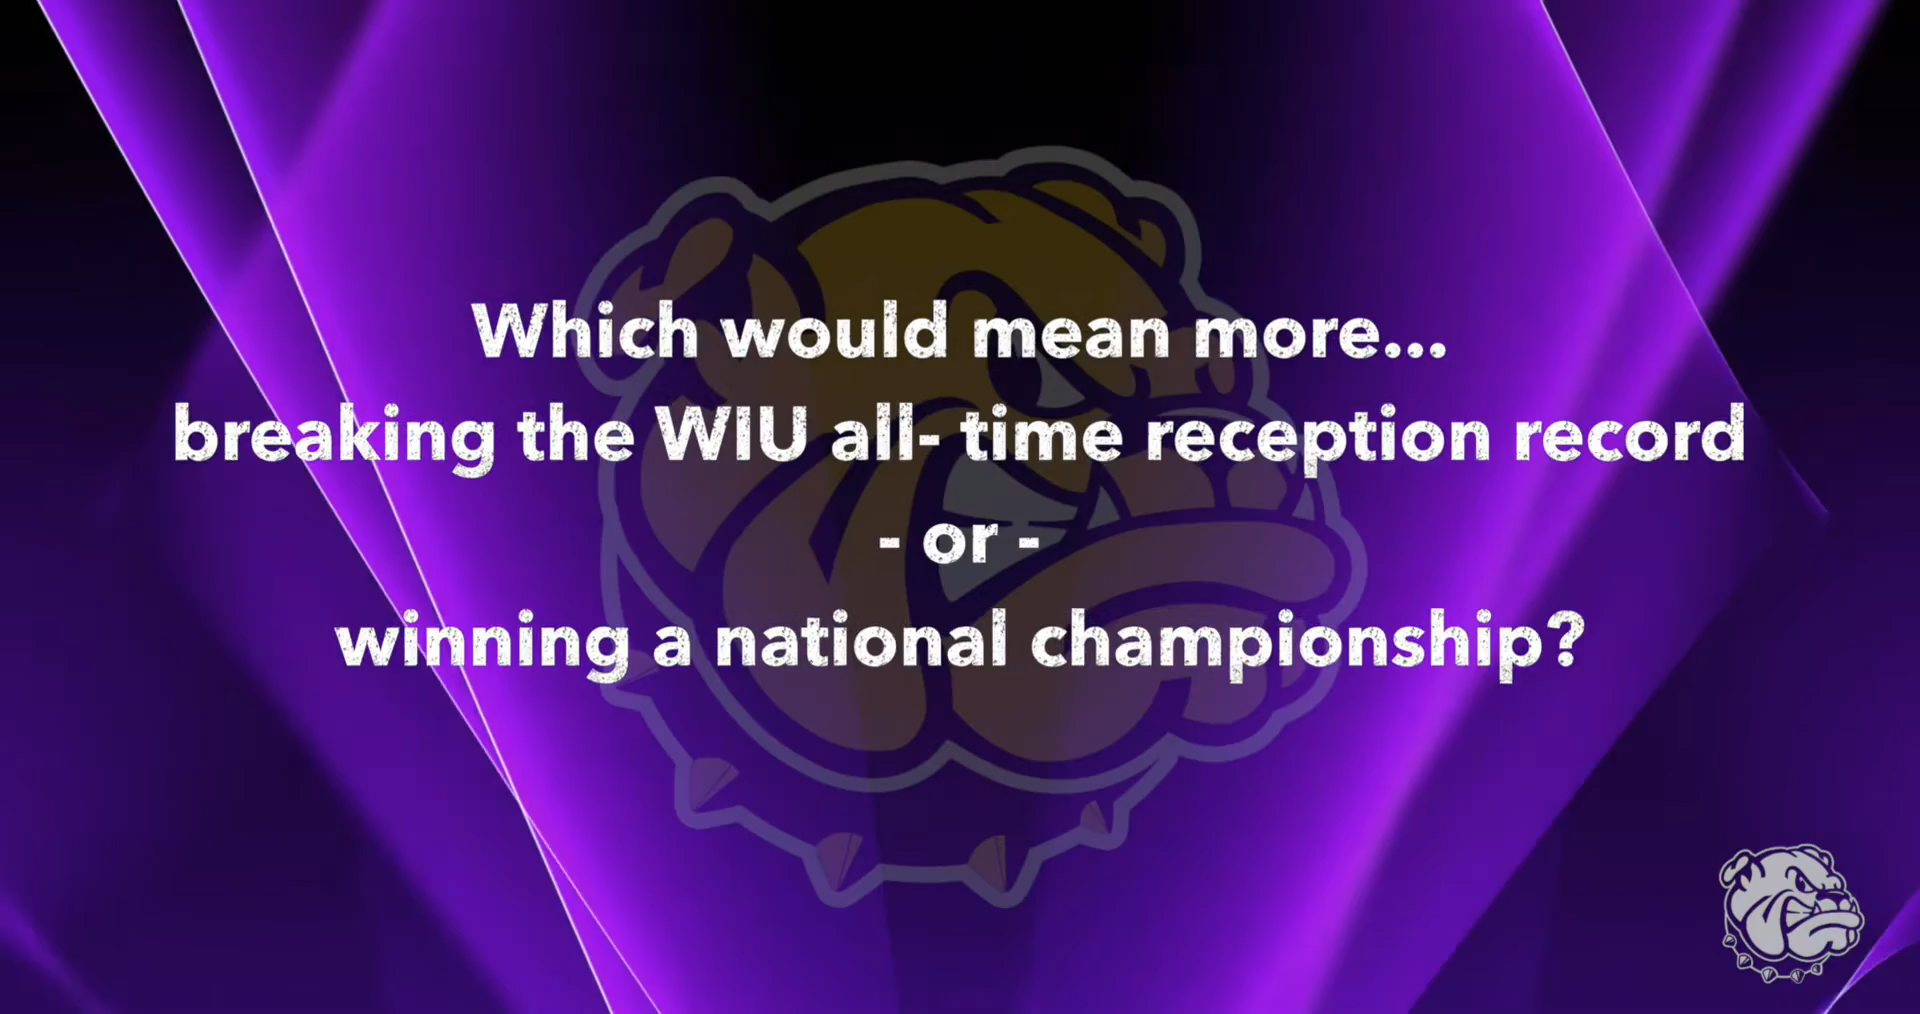 Which would mean more...
breaking the WIU all- time reception record
- or -
winning a national championship?